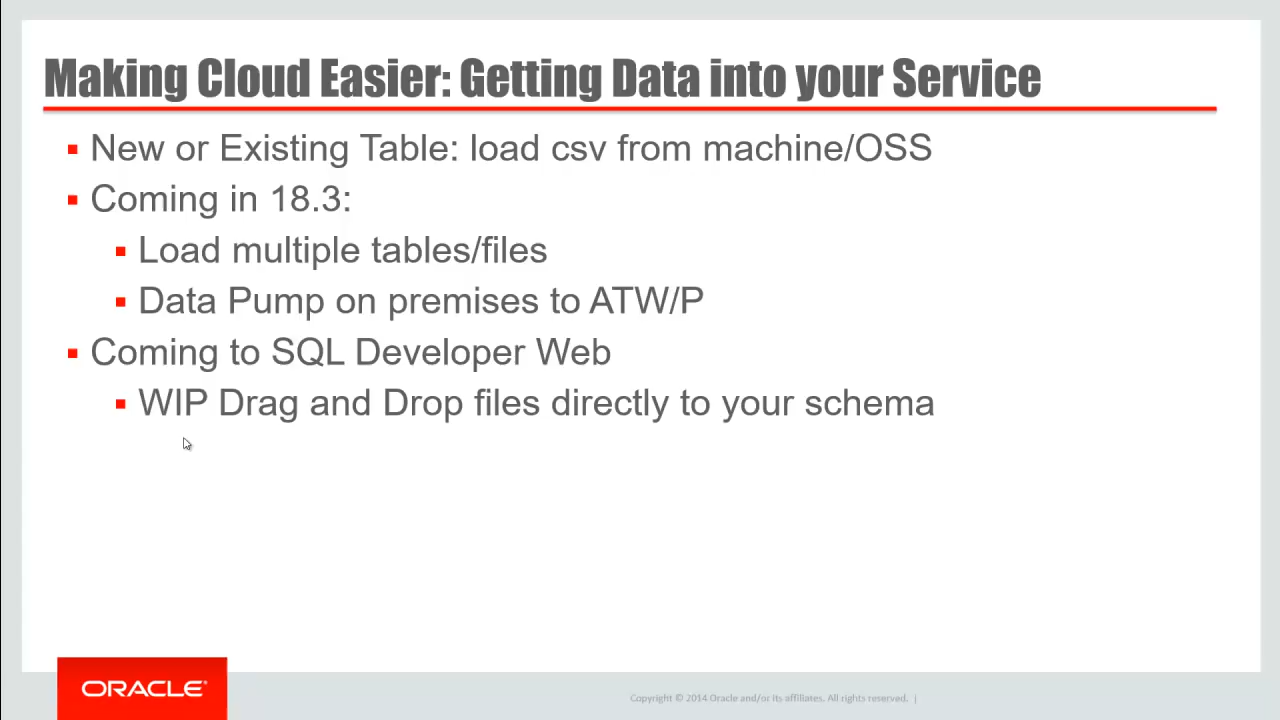 Making Cloud Easier: Getting Data into your Service
New or Existing Table: load csv from machine/OSS
Coming in 18.3:
Load multiple tables/files
Data Pump on premises to ATW/P
Coming to SQL Developer Web
WIP Drag and Drop files directly to your schema
ORACLE®
Copyright © 2014 Oracle and/or its affiliates. All rights reserved. |